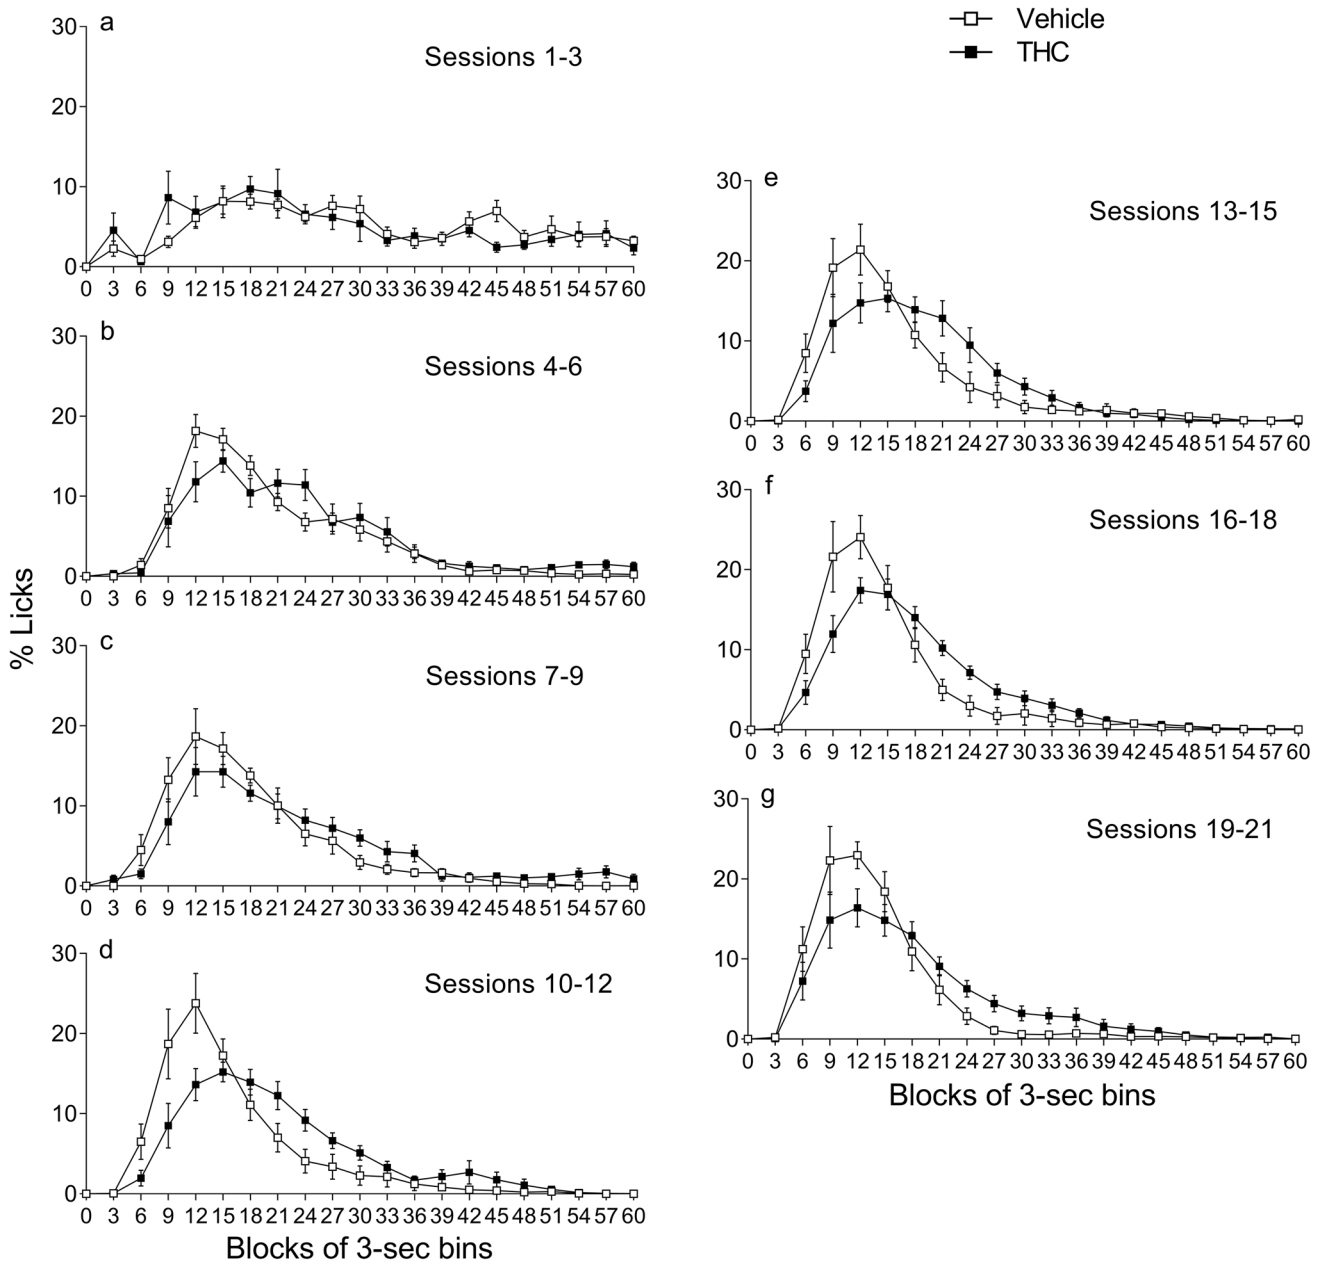 Vehicle
THC
% Licks
a
Sessions 1-3
30
20
10
0
0 3 6 9 12 15 18 21 24 27 30 33 36 39 42 45 48 51 54 57 60
b
Sessions 4-6
30
20
10
0
0 3 6 9 12 15 18 21 24 27 30 33 36 39 42 45 48 51 54 57 60
c
Sessions 7-9
30
20
10
0
0 3 6 9 12 15 18 21 24 27 30 33 36 39 42 45 48 51 54 57 60
d
Sessions 10-12
30
20
10
0
0 3 6 9 12 15 18 21 24 27 30 33 36 39 42 45 48 51 54 57 60
Blocks of 3-sec bins
e
Sessions 13-15
30
20
10
0
0 3 6 9 12 15 18 21 24 27 30 33 36 39 42 45 48 51 54 57 60
f
Sessions 16-18
30
20
10
0
0 3 6 9 12 15 18 21 24 27 30 33 36 39 42 45 48 51 54 57 60
g
Sessions 19-21
30
20
10
0
0 3 6 9 12 15 18 21 24 27 30 33 36 39 42 45 48 51 54 57 60
Blocks of 3-sec bins